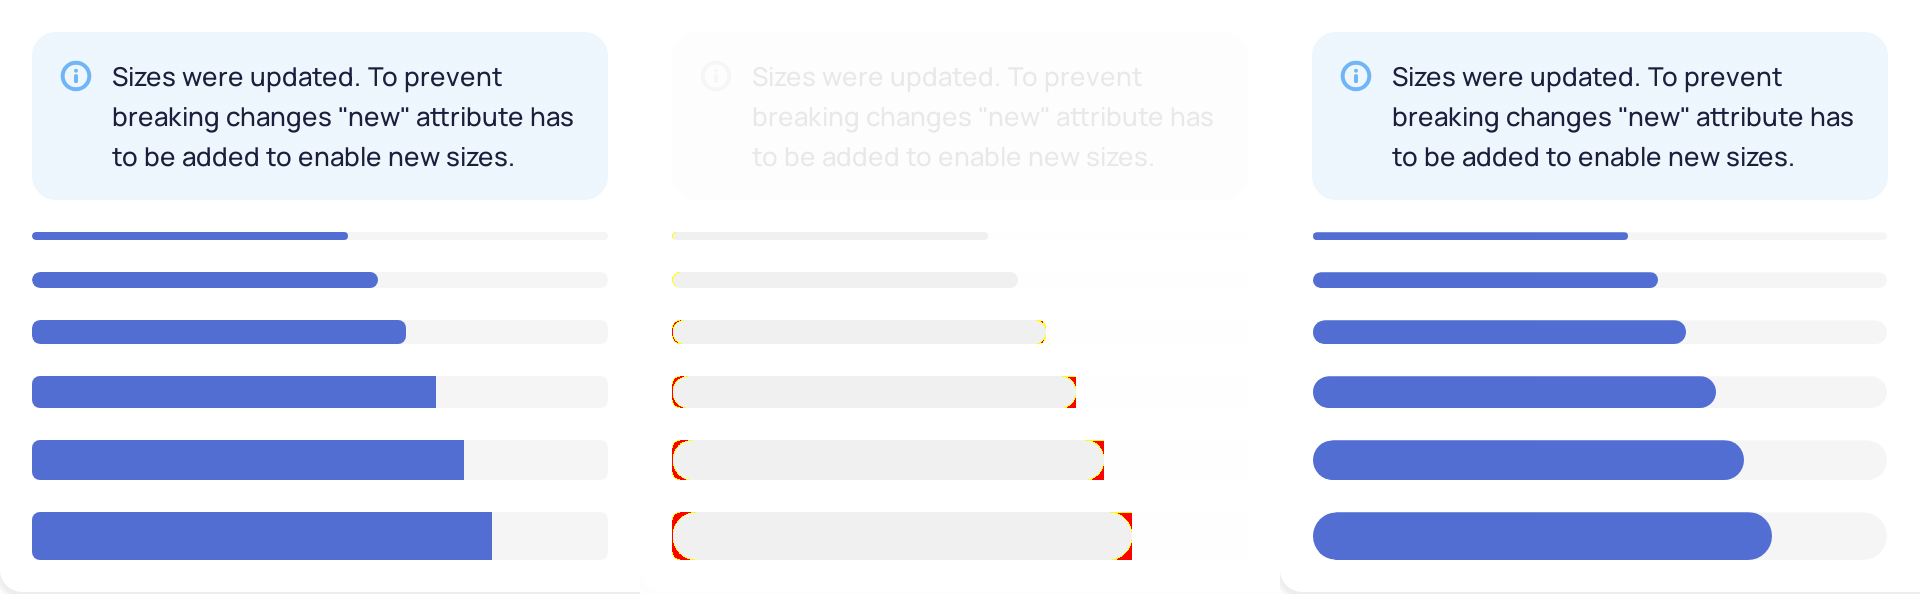 Sizes were updated. To prevent
breaking changes "new" attribute has
to be added to enable new sizes.
Sizes were updated. To prevent
breaking changes "new" attribute has
to be added to enable new sizes.
Sizes were updated. To prevent
breaking changes "new" attribute has
to be added to enable new sizes.